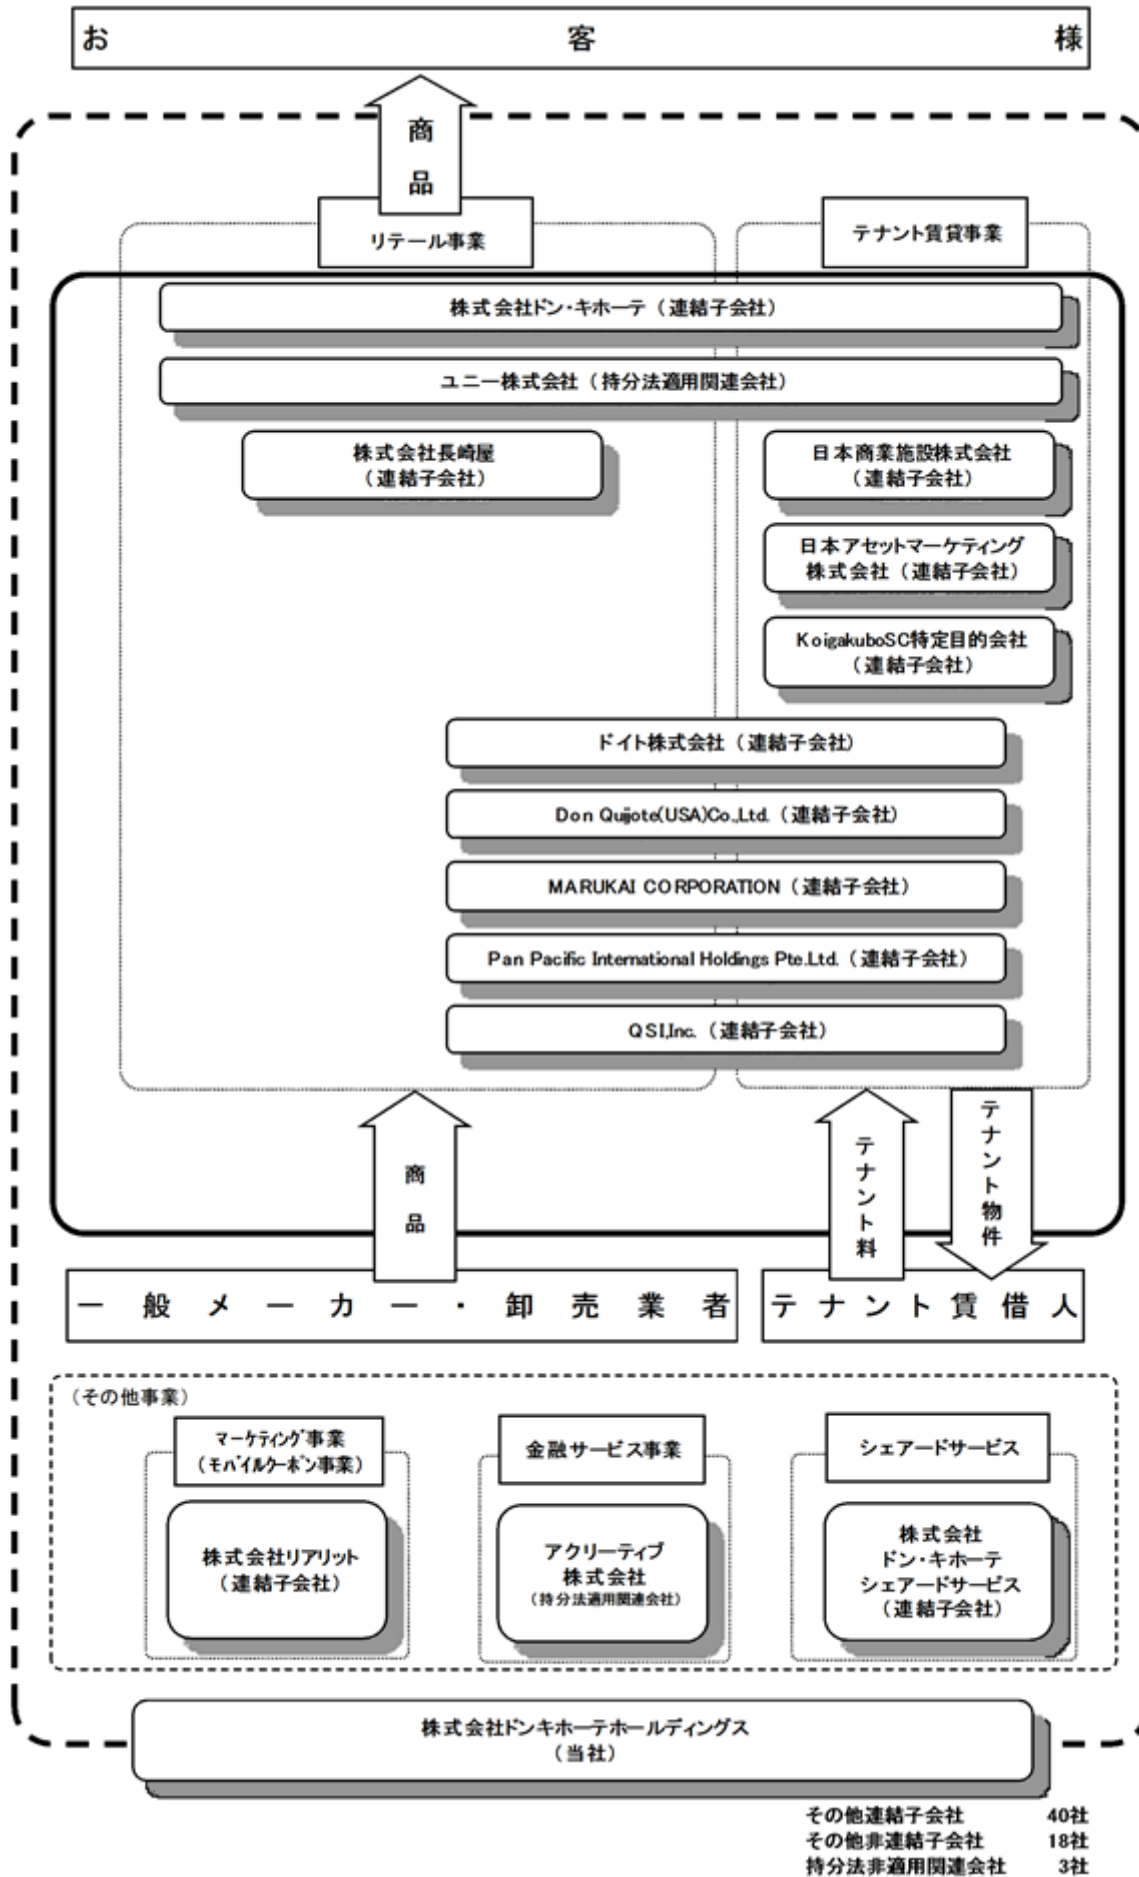 お客様
商品
リテール事業
テナント賃貸事業
株式会社ドン・キホーテ（連結子会社）
ユニー株式会社（持分法適用関連会社）
株式会社長崎屋
（連結子会社）
日本商業施設株式会社
（連結子会社）
日本アセットマーケティング
株式会社（連結子会社）
KoigakuboSC特定目的会社
（連結子会社）
ドイト株式会社（連結子会社）
Don Quijote(USA)Co.,Ltd.（連結子会社）
MARUKAI CORPORATION（連結子会社）
Pan Pacific International Holdings Pte.Ltd.（連結子会社）
QSI,Inc.（連結子会社）
商品
テナント料
テナント物件
一般メーカー・卸売業者
テナント賃借人
（その他事業）
マーケティング事業
（モバイルクーポン事業）
金融サービス事業
シェアードサービス
株式会社リアリット
（連結子会社）
アクリーティブ
株式会社
（持分法適用関連会社）
株式会社
ドン・キホーテ
シェアードサービス
（連結子会社）
株式会社ドンキホーテホールディングス
（当社）
その他連結子会社 40社
その他非連結子会社 18社
持分法非適用関連会社 3社